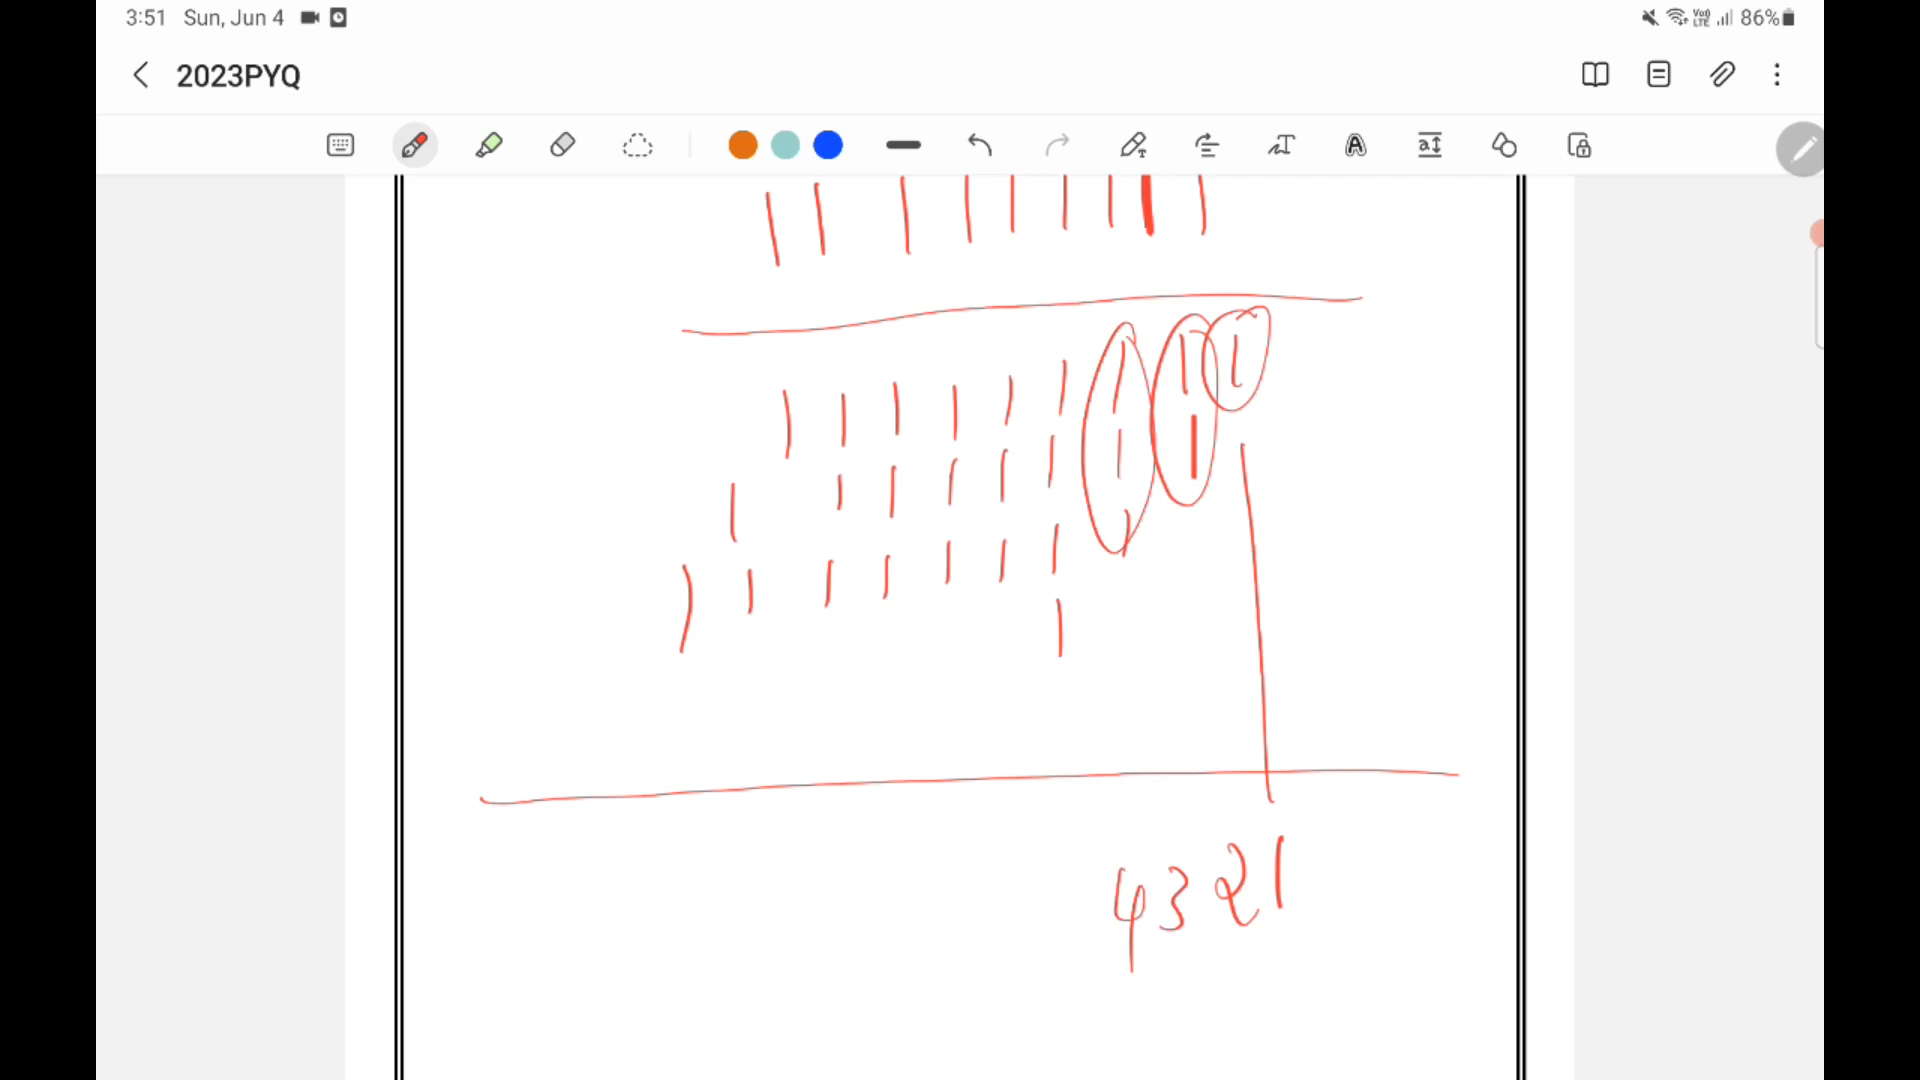 3:51 Sun, Jun 4 86%
2023PYQ
| | | | | | | | |
| | | | | | | | |
| | | | | | | |
| | | | | | |
|
4321